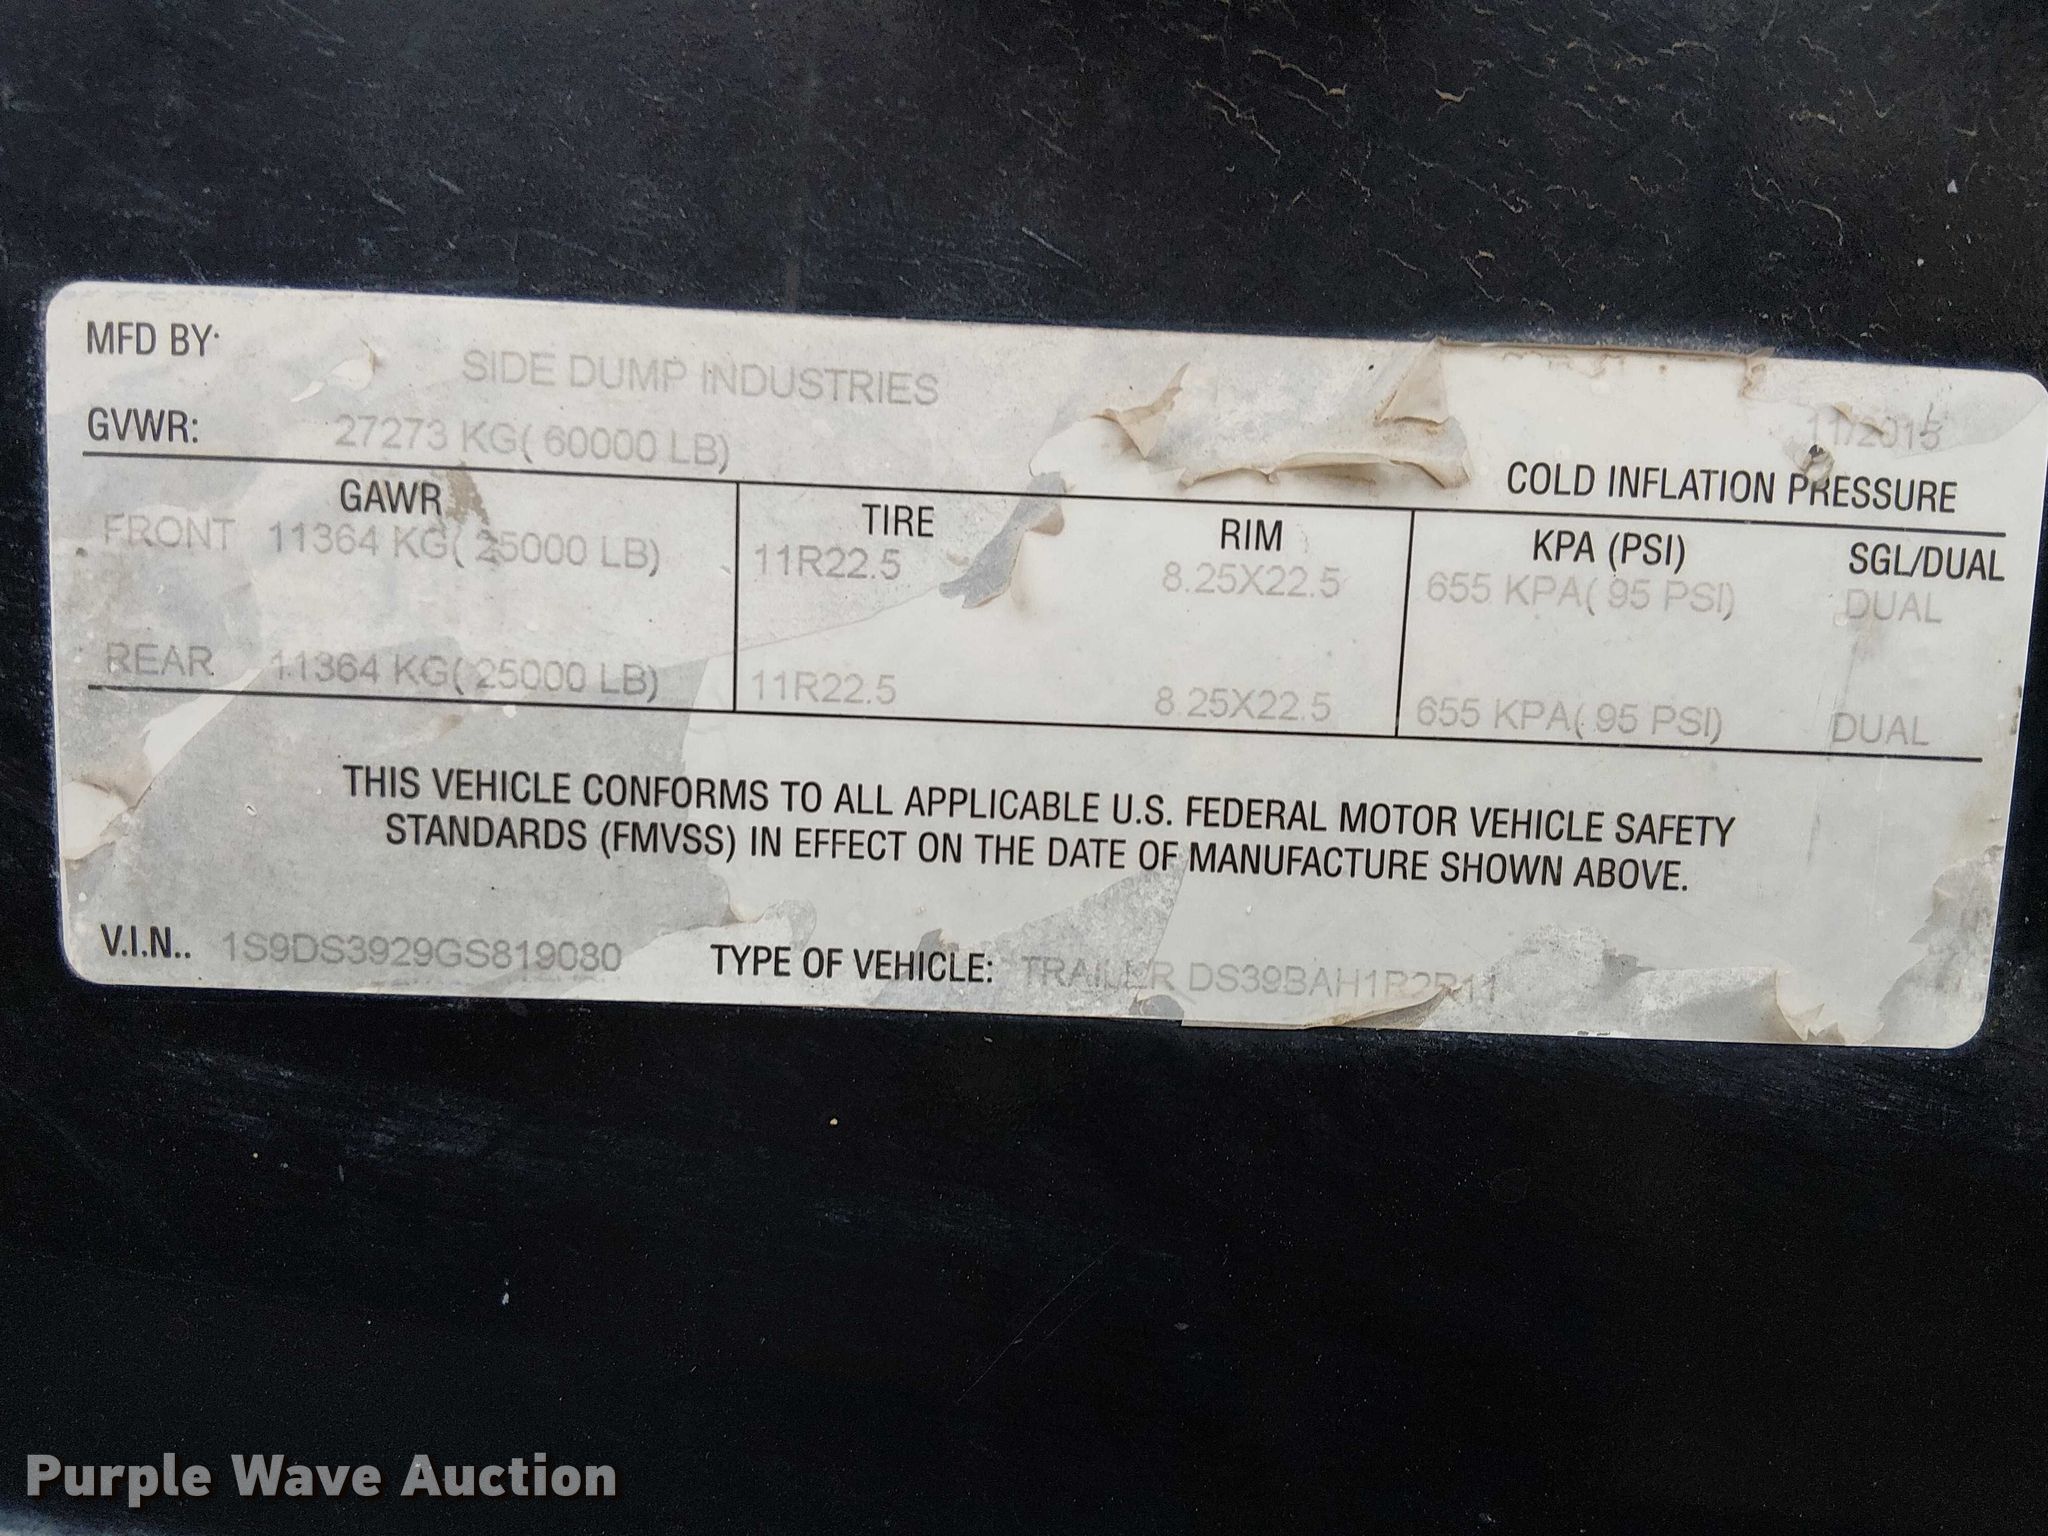 MFD BY:
SIDE DUMP INDUSTRIES
GVWR: 27273 KG( 60000 LB)
11/2015
COLD INFLATION PRESSURE
GAWR TIRE RIM KPA (PSI) SGL/DUAL
FRONT 11364 KG( 25000 LB) 11R22.5 8.25X22.5 655 KPA( 95 PSI) DUAL
REAR 11364 KG( 25000 LB) 11R22.5 8.25X22.5 655 KPA( 95 PSI) DUAL
THIS VEHICLE CONFORMS TO ALL APPLICABLE U.S. FEDERAL MOTOR VEHICLE SAFETY
STANDARDS (FMVSS) IN EFFECT ON THE DATE OF MANUFACTURE SHOWN ABOVE.
V.I.N.. 1S9DS3929GS819080 TYPE OF VEHICLE: TRAILER
Purple Wave Auction